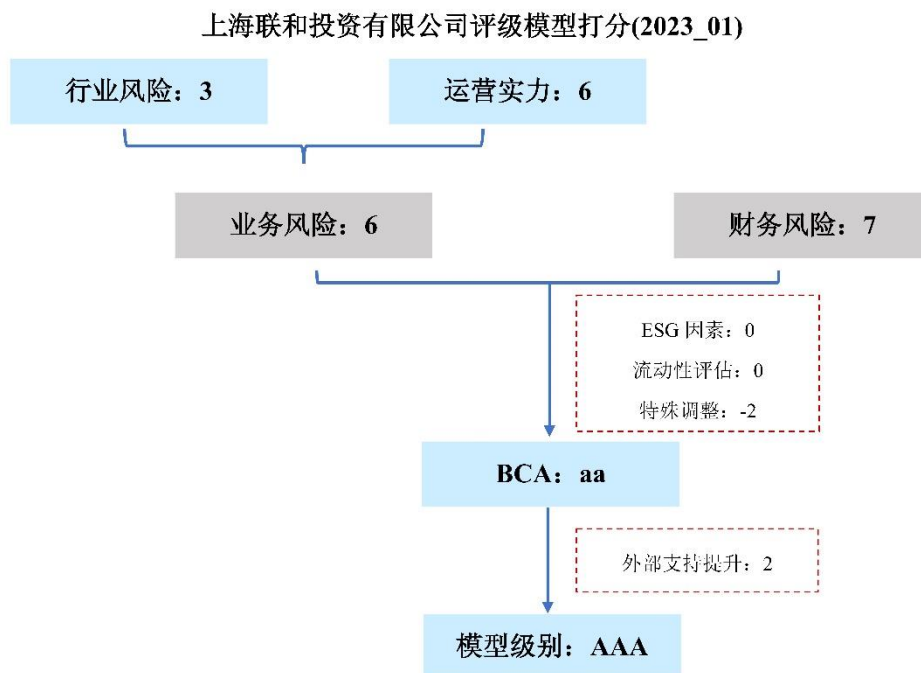 上海联和投资有限公司评级模型打分(2023_01)
行业风险：3
运营实力：6
业务风险：6
财务风险：7
ESG 因素：0
流动性评估：0
特殊调整：-2
BCA：aa
外部支持提升：2
模型级别：AAA